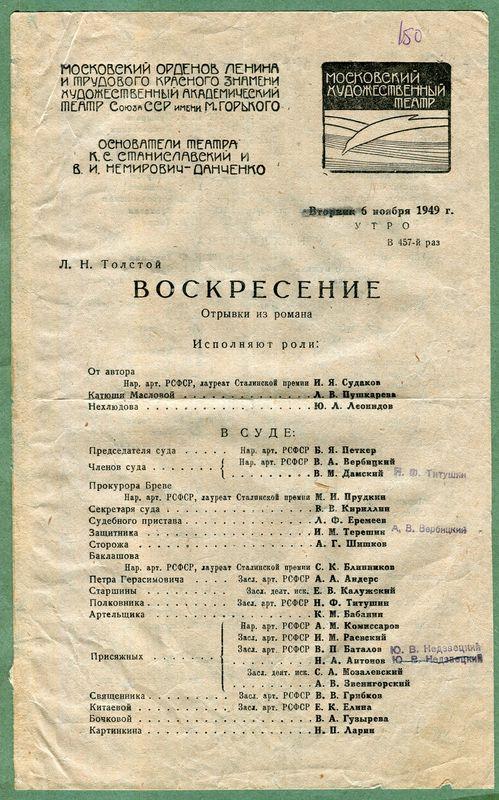 150
МОСКОВСКИЙ ОРДЕНОВ ЛЕНИНА
И ТРУДОВОГО КРАСНОГО ЗНАМЕНИ
ХУДОЖЕСТВЕННЫЙ АКАДЕМИЧЕСКИЙ
ТЕАТР СОЮЗА ССР ИМЕНИ М. ГОРЬКОГО
ОСНОВАТЕЛИ ТЕАТРА
К. С. СТАНИСЛАВСКИЙ И
В. И. НЕМИРОВИЧ-ДАНЧЕНКО
МОСКОВСКИЙ
ХУДОЖЕСТВЕННЫЙ
ТЕАТР
Вторник 6 ноября 1949 г.
УТРО
В 457-й раз
Л. Н. Толстой
ВОСКРЕСЕНИЕ
Отрывки из романа
Исполняют роли:
От автора
Нар. арт. РСФСР, лауреат Сталинской премии И. Я. Судаков
Катюши Масловой . . . . . . . . Л. В. Пушкарева
Нехлюдова . . . . . . . . Ю. Л. Леонидов
В СУДЕ:
Председателя суда . . . . . Нар. арт. РСФСР Б. Я. Петкер
Членов суда . . . . . . { Нар. арт. РСФСР В. А. Вербицкий
В. М. Дамский Н. Ф. Титушин
Прокурора Бреве
Нар. арт. РСФСР, лауреат Сталинской премии М. И. Прудкин
Секретаря суда . . . . . . . . В. В. Кириллин
Судебного пристава . . . . . . . . Л. Ф. Еремеев
Защитника . . . . . . . . И. М. Терешик А. В. Вербицкий
Сторожа . . . . . . . . А. Г. Шишков
Баклашова
Нар. арт. РСФСР, лауреат Сталинской премии С. К. Блинников
Петра Герасимовича . . . . Засл. арт. РСФСР А. А. Андерс
Старшины . . . . . . Засл. деят. иск. Е. В. Калужский
Полковника . . . . . . Засл. арт. РСФСР Н. Ф. Титушин
Артельщика . . . . . . . . К. М. Бабанин
Нар. арт. РСФСР А. М. Комиссаров
Засл. арт. РСФСР И. М. Раевский
Засл. арт. РСФСР В. П. Баталов Ю. В. Недзвецкий
Присяжных . . . . . . { Н. А. Антонов Ю. В. Недзвецкий
Засл. деят. иск. С. А. Мозалевский
А. В. Звенигорский
Священника . . . . . . Засл. арт. РСФСР В. В. Грибков
Китаевой . . . . . . Засл. арт. РСФСР Е. К. Елина
Бочковой . . . . . . . . В. А. Гузырева
Картинкина . . . . . . . . Н. П. Ларин